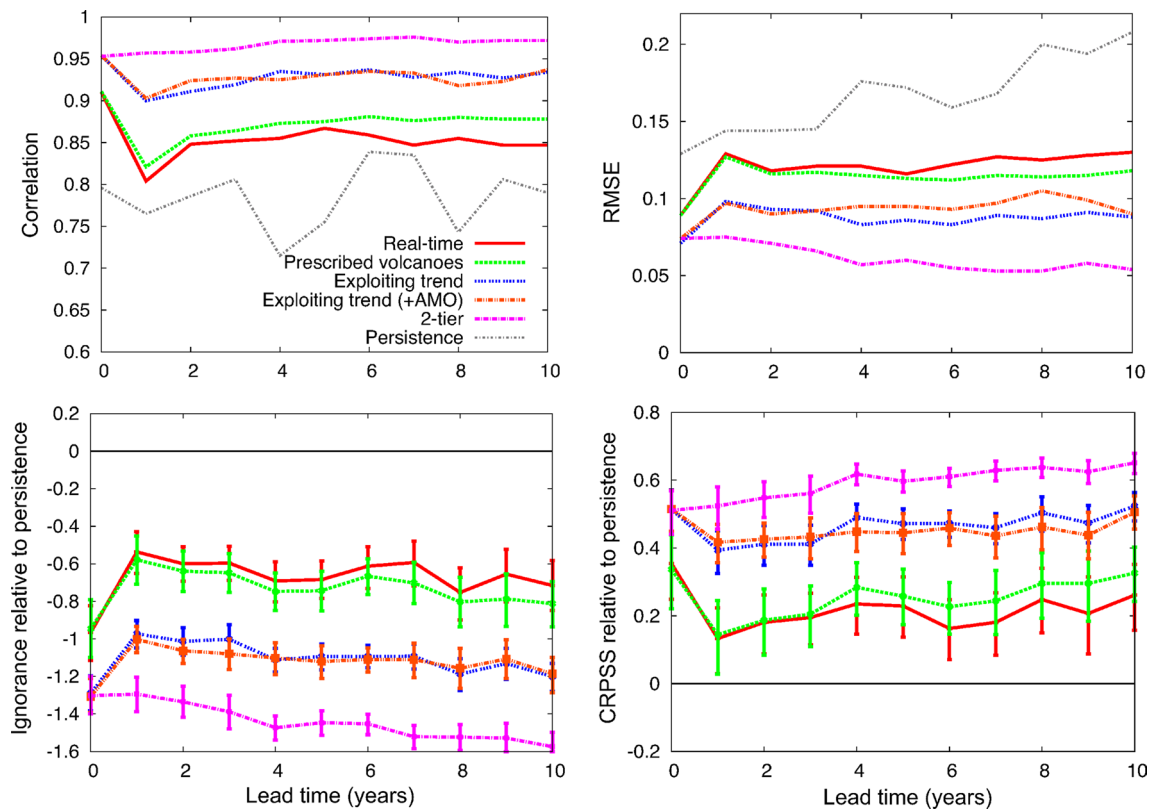 1
0.95
0.9
0.85
0.8
0.75
0.7
0.65
0.6
Correlation
0 2 4 6 8 10
Real-time
Prescribed volcanoes
Exploiting trend
Exploiting trend (+AMO)
2-tier
Persistence
0.2
0.15
0.1
0.05
0
RMSE
0 2 4 6 8 10
0.2
0
-0.2
-0.4
-0.6
-0.8
-1
-1.2
-1.4
-1.6
Ignorance relative to persistence
0 2 4 6 8 10
Lead time (years)
0.8
0.6
0.4
0.2
0
-0.2
CRPSS relative to persistence
0 2 4 6 8 10
Lead time (years)